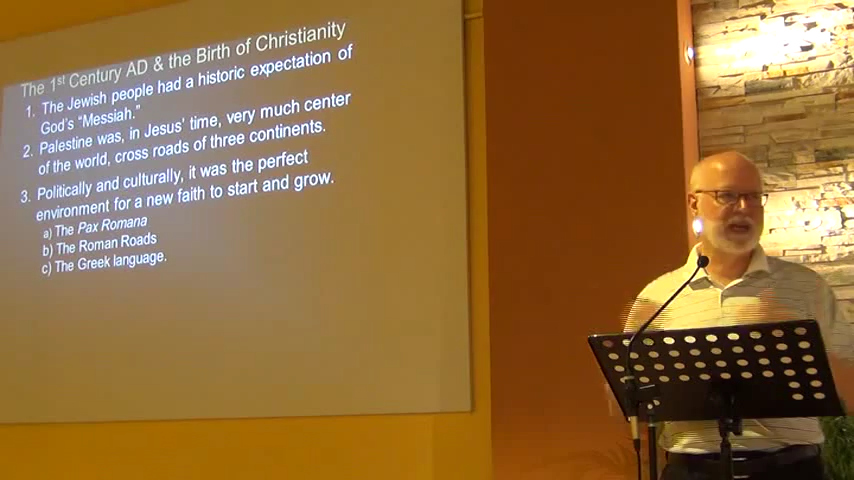 The 1st Century AD & the Birth of Christianity
1. The Jewish people had a historic expectation of
God's "Messiah."
2. Palestine was, in Jesus' time, very much center
of the world, cross roads of three continents.
3. Politically and culturally, it was the perfect
environment for a new faith to start and grow.
a) The Pax Romana
b) The Roman Roads
c) The Greek language.